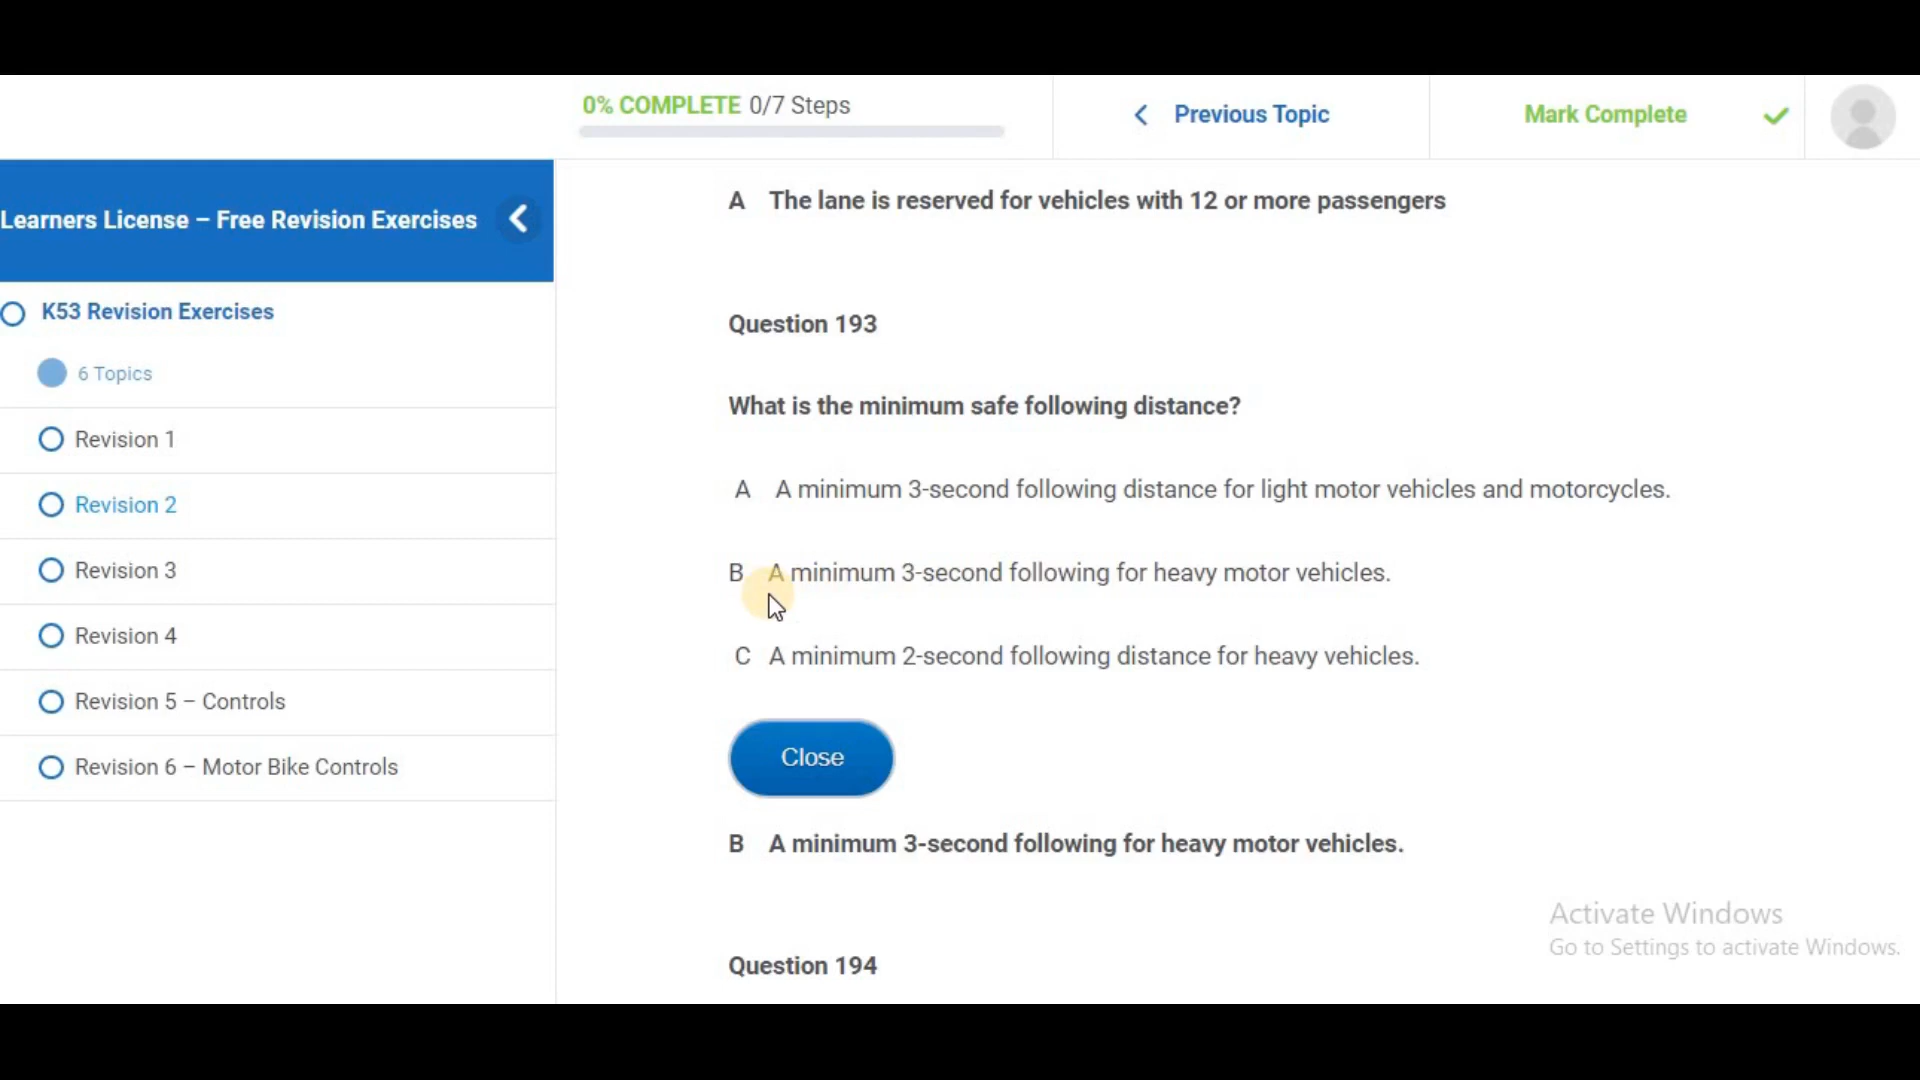 0% COMPLETE 0/7 Steps
Previous Topic
Mark Complete
Learners License – Free Revision Exercises
K53 Revision Exercises
6 Topics
Revision 1
Revision 2
Revision 3
Revision 4
Revision 5 – Controls
Revision 6 – Motor Bike Controls
A The lane is reserved for vehicles with 12 or more passengers
Question 193
What is the minimum safe following distance?
A A minimum 3-second following distance for light motor vehicles and motorcycles.
B A minimum 3-second following for heavy motor vehicles.
C A minimum 2-second following distance for heavy vehicles.
Close
B A minimum 3-second following for heavy motor vehicles.
Question 194
Activate Windows
Go to Settings to activate Windows.